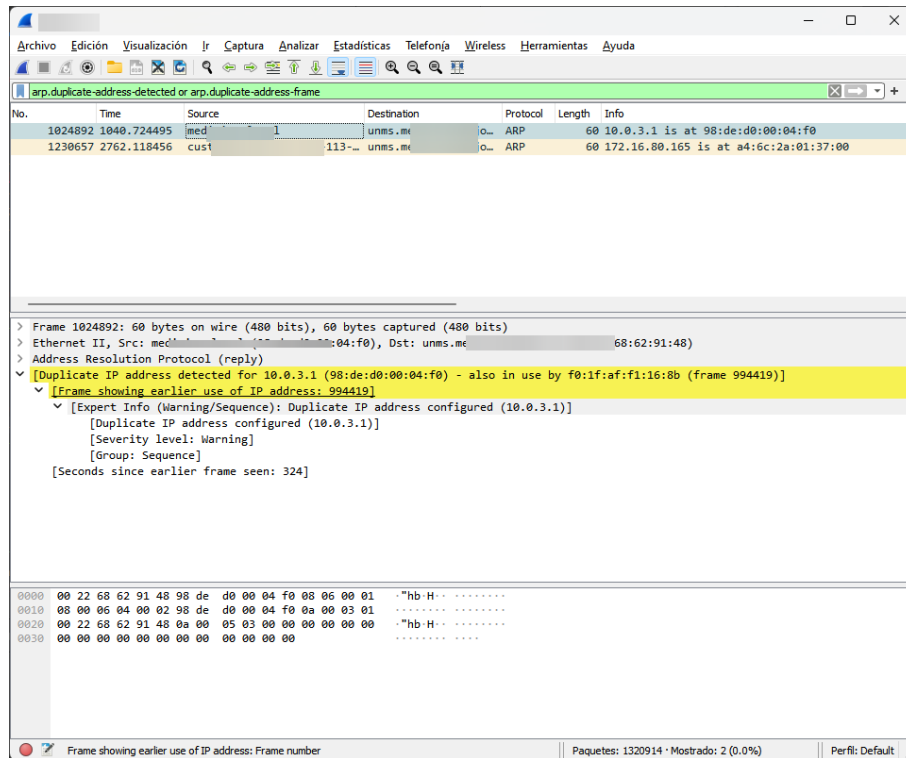 Archivo Edición Visualización Ir Captura Analizar Estadísticas Telefonía Wireless Herramientas Ayuda
arp.duplicate-address-detected or arp.duplicate-address-frame
No. Time Source Destination Protocol Length Info
1024892 1040.724495 med l unms.me o… ARP 60 10.0.3.1 is at 98:de:d0:00:04:f0
1230657 2762.118456 cust 113-… unms.me o… ARP 60 172.16.80.165 is at a4:6c:2a:01:37:00
> Frame 1024892: 60 bytes on wire (480 bits), 60 bytes captured (480 bits)
> Ethernet II, Src: med :04:f0), Dst: unms.me 68:62:91:48)
> Address Resolution Protocol (reply)
[Duplicate IP address detected for 10.0.3.1 (98:de:d0:00:04:f0) - also in use by f0:1f:af:f1:16:8b (frame 994419)]
[Frame showing earlier use of IP address: 994419]
[Expert Info (Warning/Sequence): Duplicate IP address configured (10.0.3.1)]
[Duplicate IP address configured (10.0.3.1)]
[Severity level: Warning]
[Group: Sequence]
[Seconds since earlier frame seen: 324]
0000 00 22 68 62 91 48 98 de d0 00 04 f0 08 06 00 01 ·"hb·H·· ········
0010 08 00 06 04 00 02 98 de d0 00 04 f0 0a 00 03 01 ········ ········
0020 00 22 68 62 91 48 0a 00 05 03 00 00 00 00 00 00 ·"hb·H·· ········
0030 00 00 00 00 00 00 00 00 00 00 00 00 ········ ····
Frame showing earlier use of IP address: Frame number Paquetes: 1320914 · Mostrado: 2 (0.0%) Perfil: Default